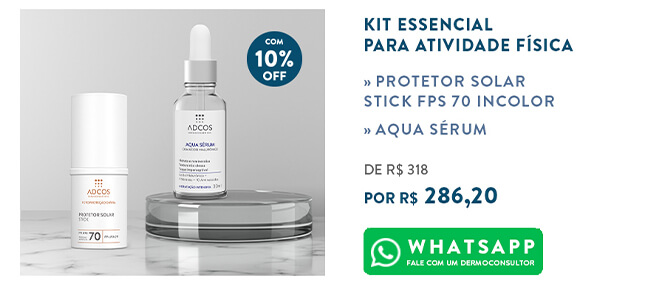 COM
10%
OFF
ADCOS
AQUA SÉRUM
ADCOS
PROTETOR SOLAR
STICK
70
KIT ESSENCIAL
PARA ATIVIDADE FÍSICA
» PROTETOR SOLAR
STICK FPS 70 INCOLOR
» AQUA SÉRUM
DE R$ 318
POR R$ 286,20
WHATSAPP
FALE COM UM DERMOCONSULTOR